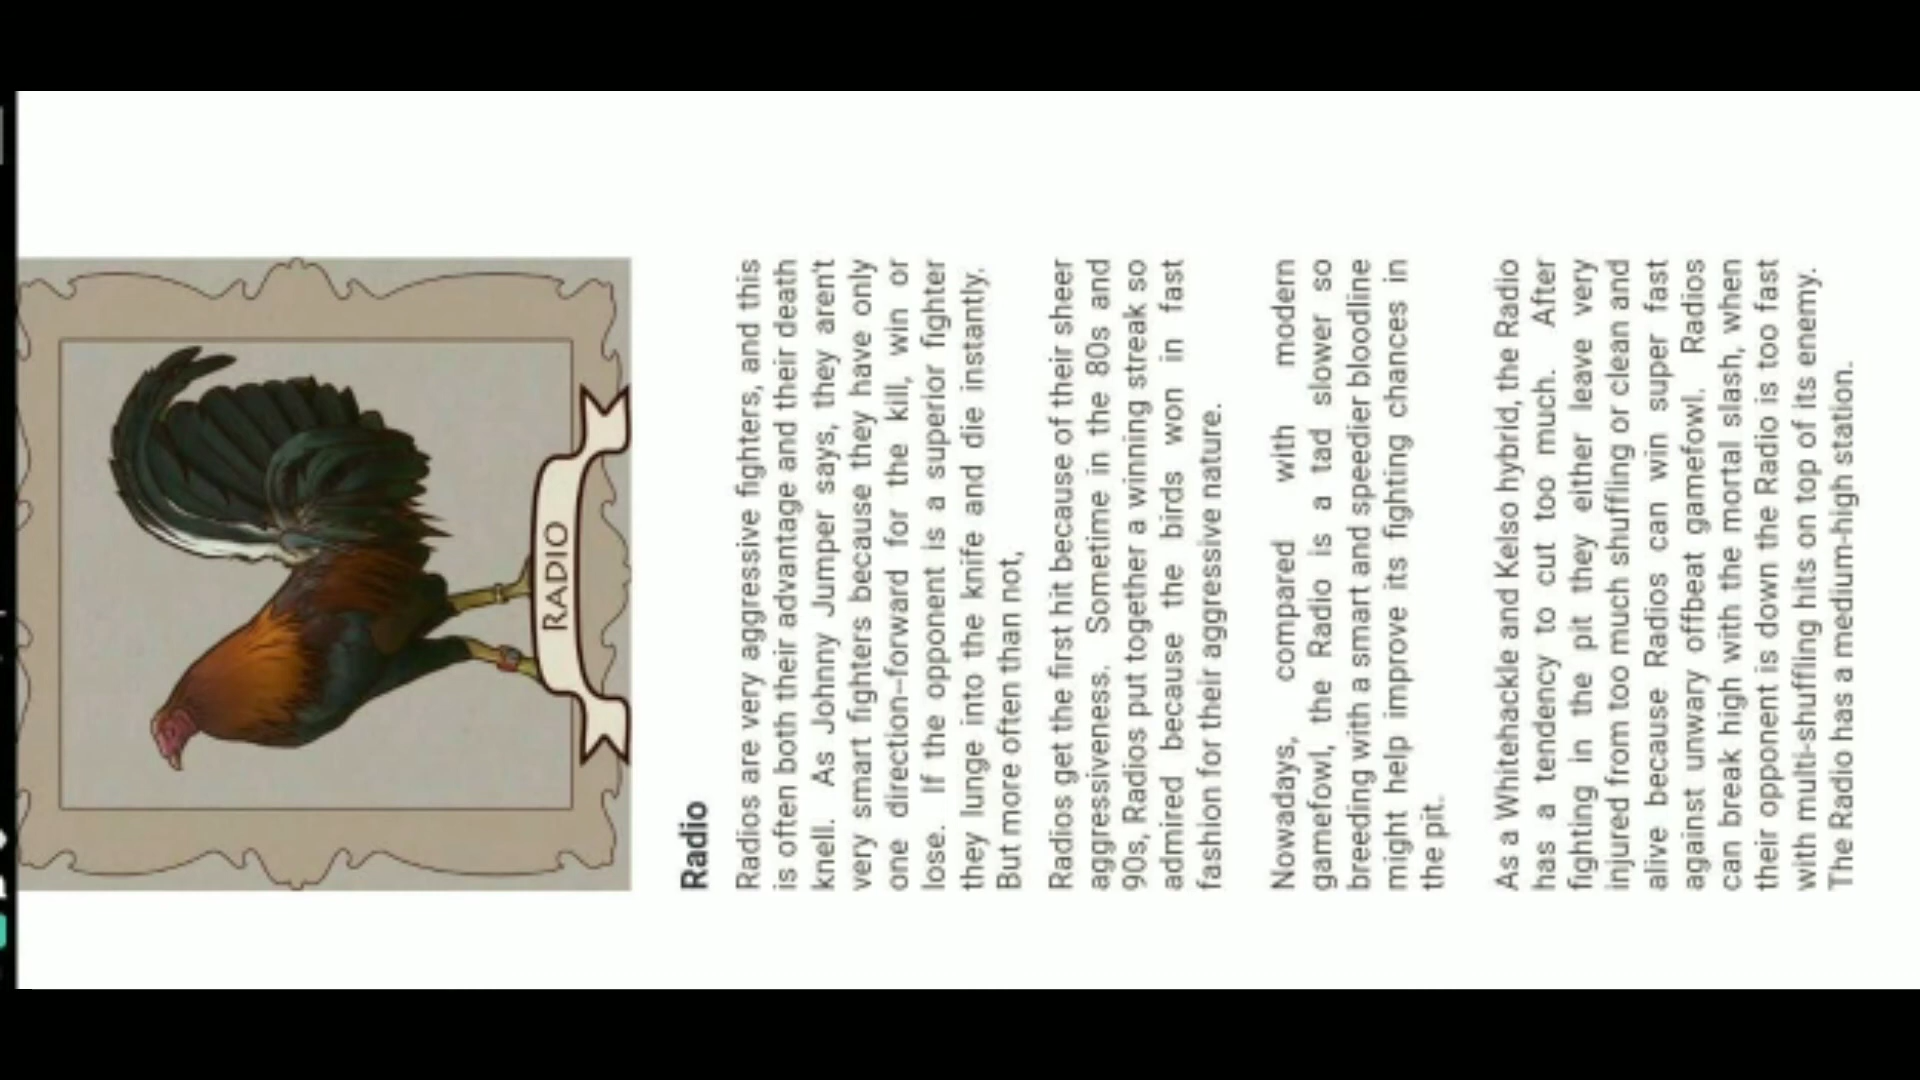 RADIO
Radio
Radios are very aggressive fighters, and this
is often both their advantage and their death
knell. As Johnny Jumper says, they aren't
very smart fighters because they have only
one direction–forward for the kill, win or
lose. If the opponent is a superior fighter
they lunge into the knife and die instantly.
But more often than not,
Radios get the first hit because of their sheer
aggressiveness. Sometime in the 80s and
90s, Radios put together a winning streak so
admired because the birds won in fast
fashion for their aggressive nature.
Nowadays, compared with modern
gamefowl, the Radio is a tad slower so
breeding with a smart and speedier bloodline
might help improve its fighting chances in
the pit.
As a Whitehackle and Kelso hybrid, the Radio
has a tendency to cut too much. After
fighting in the pit they either leave very
injured from too much shuffling or clean and
alive because Radios can win super fast
against unwary offbeat gamefowl. Radios
can break high with the mortal slash, when
their opponent is down the Radio is too fast
with multi-shuffling hits on top of its enemy.
The Radio has a medium-high station.